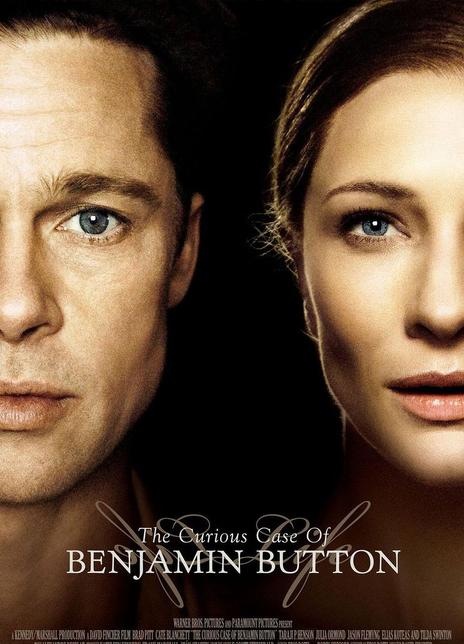 The Curious Case Of
BENJAMIN BUTTON
WARNER BROS. PICTURES AND PARAMOUNT PICTURES PRESENT
A KENNEDY/MARSHALL PRODUCTION A DAVID FINCHER FILM BRAD PITT CATE BLANCHETT "THE CURIOUS CASE OF BENJAMIN BUTTON" TARAJI P. HENSON JULIA ORMOND JASON FLEMYNG ELIAS KOTEAS AND TILDA SWINTON